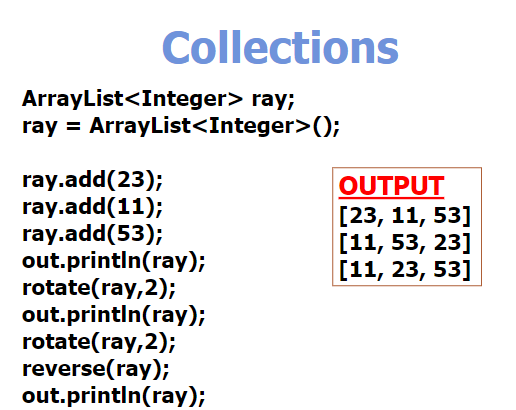 Collections
ArrayList<Integer> ray;
ray = ArrayList<Integer>();
ray.add(23);
ray.add(11);
ray.add(53);
out.println(ray);
rotate(ray,2);
out.println(ray);
rotate(ray,2);
reverse(ray);
out.println(ray);
OUTPUT
[23, 11, 53]
[11, 53, 23]
[11, 23, 53]